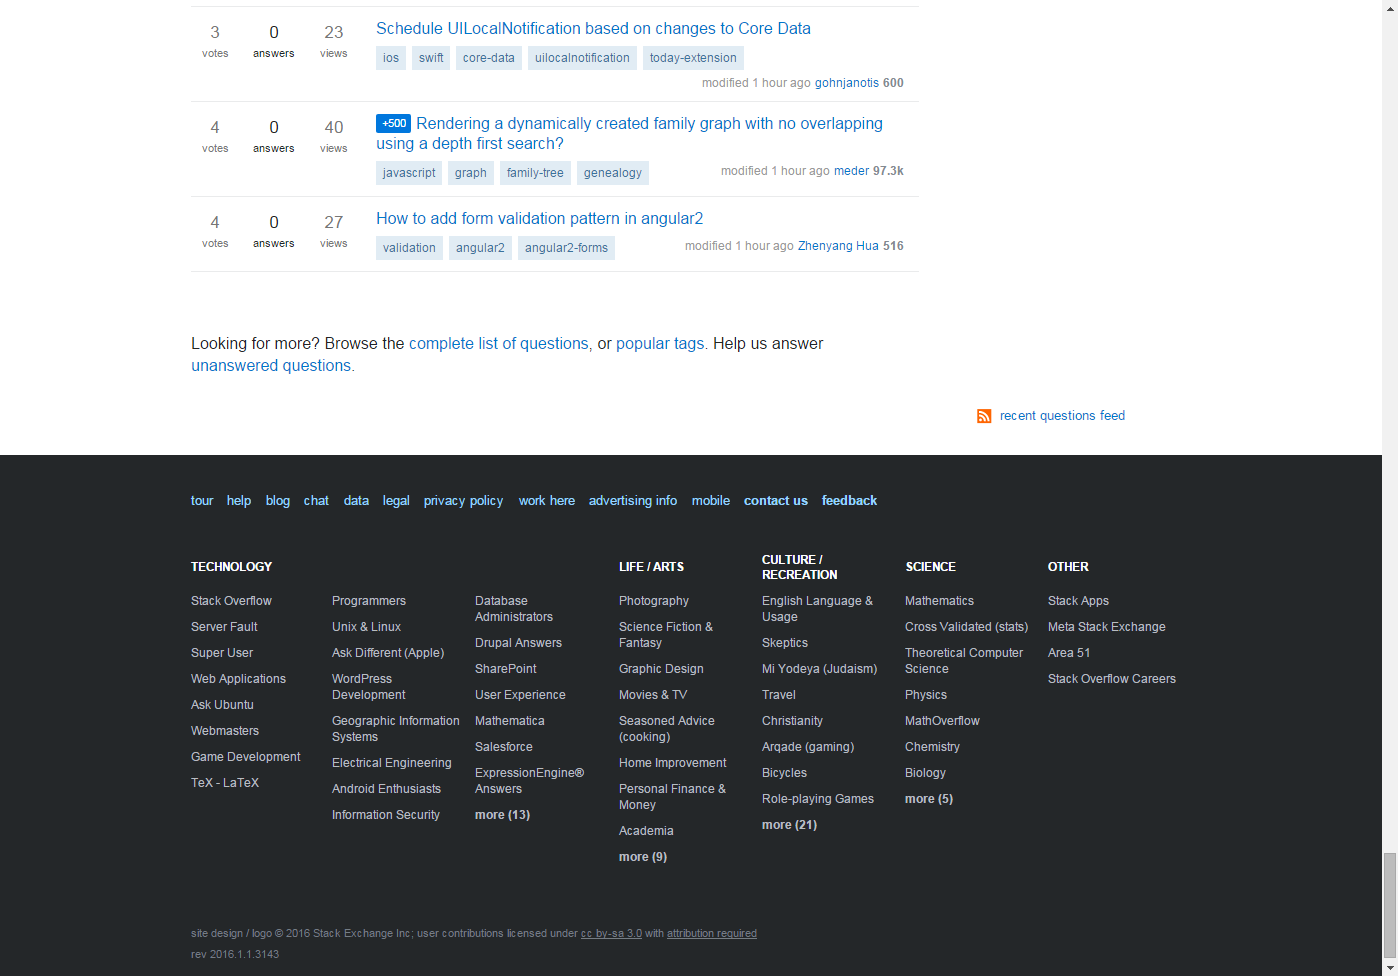 3 0 23
votes answers views
Schedule UILocalNotification based on changes to Core Data
ios swift core-data uilocalnotification today-extension
modified 1 hour ago gohnjanotis 600
4 0 40
votes answers views
+500 Rendering a dynamically created family graph with no overlapping
using a depth first search?
javascript graph family-tree genealogy
modified 1 hour ago meder 97.3k
4 0 27
votes answers views
How to add form validation pattern in angular2
validation angular2 angular2-forms
modified 1 hour ago Zhenyang Hua 516
Looking for more? Browse the complete list of questions, or popular tags. Help us answer
unanswered questions.
recent questions feed
tour help blog chat data legal privacy policy work here advertising info mobile contact us feedback
TECHNOLOGY
Stack Overflow
Server Fault
Super User
Web Applications
Ask Ubuntu
Webmasters
Game Development
TeX - LaTeX
Programmers
Unix & Linux
Ask Different (Apple)
WordPress
Development
Geographic Information
Systems
Electrical Engineering
Android Enthusiasts
Information Security
Database
Administrators
Drupal Answers
SharePoint
User Experience
Mathematica
Salesforce
ExpressionEngine®
Answers
more (13)
LIFE / ARTS
Photography
Science Fiction &
Fantasy
Graphic Design
Movies & TV
Seasoned Advice
(cooking)
Home Improvement
Personal Finance &
Money
Academia
more (9)
CULTURE /
RECREATION
English Language &
Usage
Skeptics
Mi Yodeya (Judaism)
Travel
Christianity
Arqade (gaming)
Bicycles
Role-playing Games
more (21)
SCIENCE
Mathematics
Cross Validated (stats)
Theoretical Computer
Science
Physics
MathOverflow
Chemistry
Biology
more (5)
OTHER
Stack Apps
Meta Stack Exchange
Area 51
Stack Overflow Careers
site design / logo © 2016 Stack Exchange Inc; user contributions licensed under cc by-sa 3.0 with attribution required
rev 2016.1.1.3143